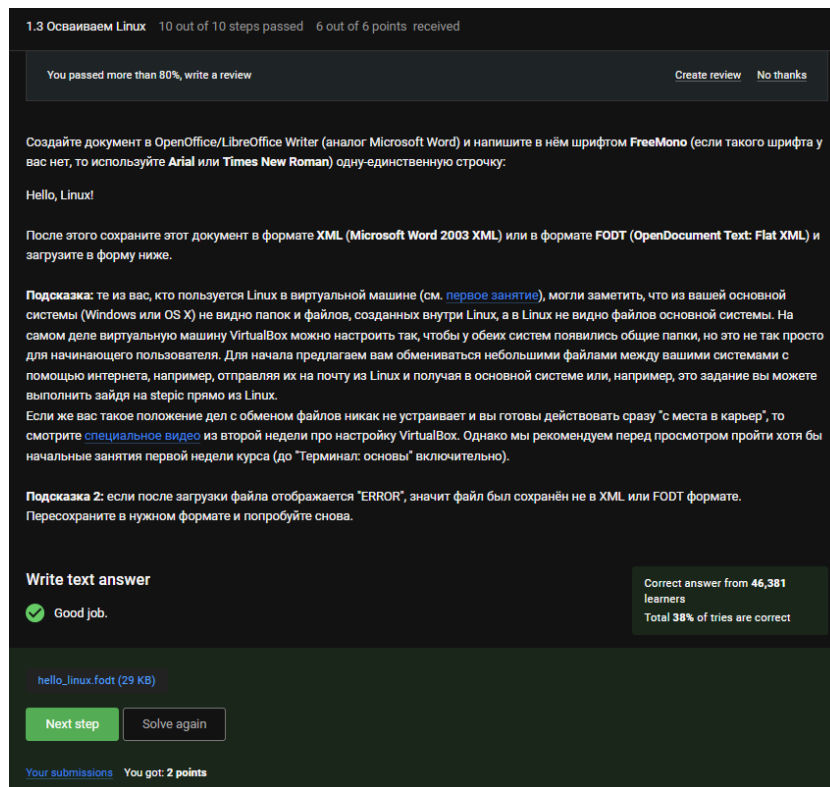 1.3 Осваиваем Linux 10 out of 10 steps passed 6 out of 6 points received
You passed more than 80%, write a review Create review No thanks
Создайте документ в OpenOffice/LibreOffice Writer (аналог Microsoft Word) и напишите в нём шрифтом FreeMono (если такого шрифта у
вас нет, то используйте Arial или Times New Roman) одну-единственную строчку:
Hello, Linux!
После этого сохраните этот документ в формате XML (Microsoft Word 2003 XML) или в формате FODT (OpenDocument Text: Flat XML) и
загрузите в форму ниже.
Подсказка: те из вас, кто пользуется Linux в виртуальной машине (см. первое занятие), могли заметить, что из вашей основной
системы (Windows или OS X) не видно папок и файлов, созданных внутри Linux, а в Linux не видно файлов основной системы. На
самом деле виртуальную машину VirtualBox можно настроить так, чтобы у обеих систем появились общие папки, но это не так просто
для начинающего пользователя. Для начала предлагаем вам обмениваться небольшими файлами между вашими системами с
помощью интернета, например, отправляя их на почту из Linux и получая в основной системе или, например, это задание вы можете
выполнить зайдя на stepic прямо из Linux.
Если же вас такое положение дел с обменом файлов никак не устраивает и вы готовы действовать сразу "с места в карьер", то
смотрите специальное видео из второй недели про настройку VirtualBox. Однако мы рекомендуем перед просмотром пройти хотя бы
начальные занятия первой недели курса (до "Терминал: основы" включительно).
Подсказка 2: если после загрузки файла отображается "ERROR", значит файл был сохранён не в XML или FODT формате.
Пересохраните в нужном формате и попробуйте снова.
Write text answer
Good job.
Correct answer from 46,381
learners
Total 38% of tries are correct
hello_linux.fodt (29 KB)
Next step Solve again
Your submissions You got: 2 points